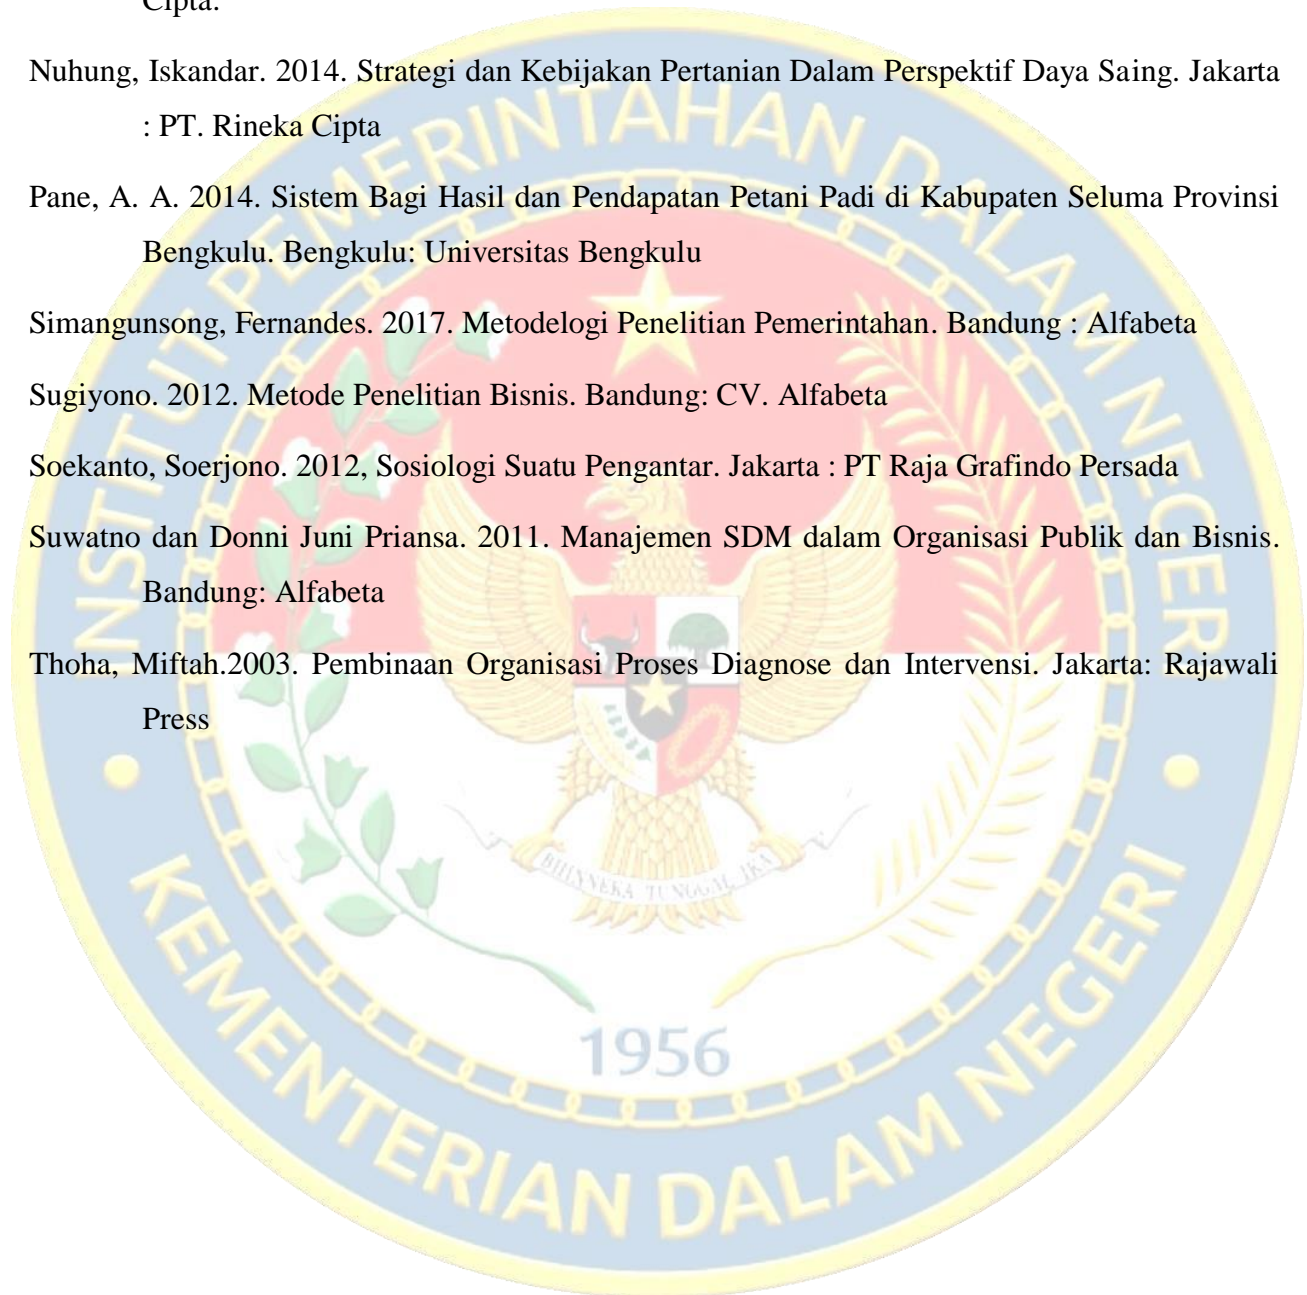 Cipta.
Nuhung, Iskandar. 2014. Strategi dan Kebijakan Pertanian Dalam Perspektif Daya Saing. Jakarta
: PT. Rineka Cipta
Pane, A. A. 2014. Sistem Bagi Hasil dan Pendapatan Petani Padi di Kabupaten Seluma Provinsi
Bengkulu. Bengkulu: Universitas Bengkulu
Simangunsong, Fernandes. 2017. Metodelogi Penelitian Pemerintahan. Bandung : Alfabeta
Sugiyono. 2012. Metode Penelitian Bisnis. Bandung: CV. Alfabeta
Soekanto, Soerjono. 2012, Sosiologi Suatu Pengantar. Jakarta : PT Raja Grafindo Persada
Suwatno dan Donni Juni Priansa. 2011. Manajemen SDM dalam Organisasi Publik dan Bisnis.
Bandung: Alfabeta
Thoha, Miftah.2003. Pembinaan Organisasi Proses Diagnose dan Intervensi. Jakarta: Rajawali
Press
INSTITUT PEMERINTAHAN DALAM NEGERI
BHINNEKA TUNGGAL IKA
1956
KEMENTERIAN DALAM NEGERI